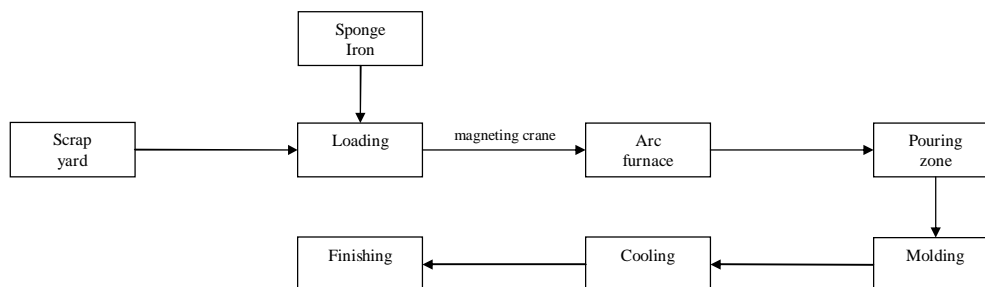 Sponge
Iron
Scrap
yard
Loading
magneting crane
Arc
furnace
Pouring
zone
Finishing
Cooling
Molding